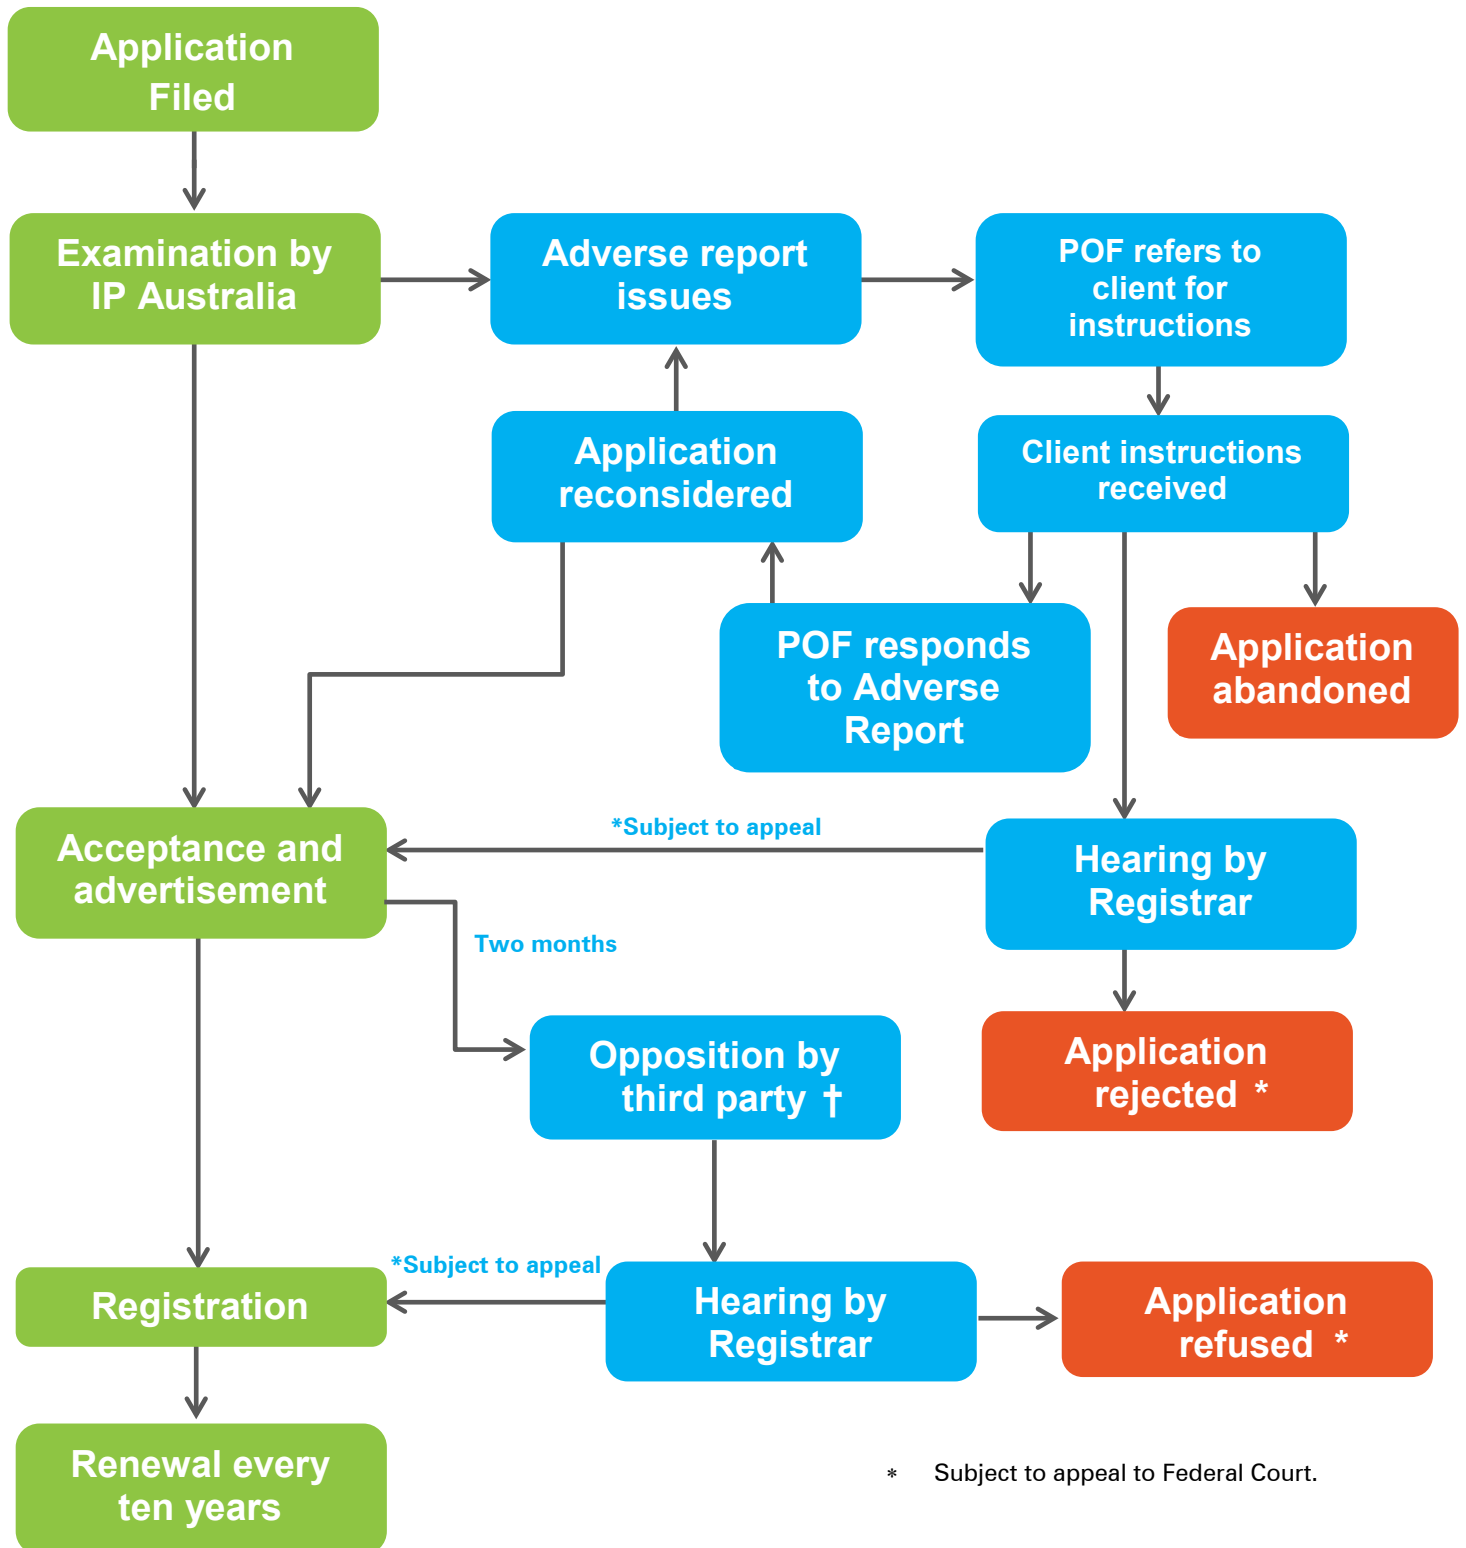 Application
Filed
Examination by
IP Australia
Adverse report
issues
POF refers to
client for
instructions
Application
reconsidered
Client instructions
received
POF responds
to Adverse
Report
Application
abandoned
Acceptance and
advertisement
*Subject to appeal
Hearing by
Registrar
Two months
Opposition by
third party †
Application
rejected *
Registration
*Subject to appeal
Hearing by
Registrar
Application
refused *
Renewal every
ten years
* Subject to appeal to Federal Court.